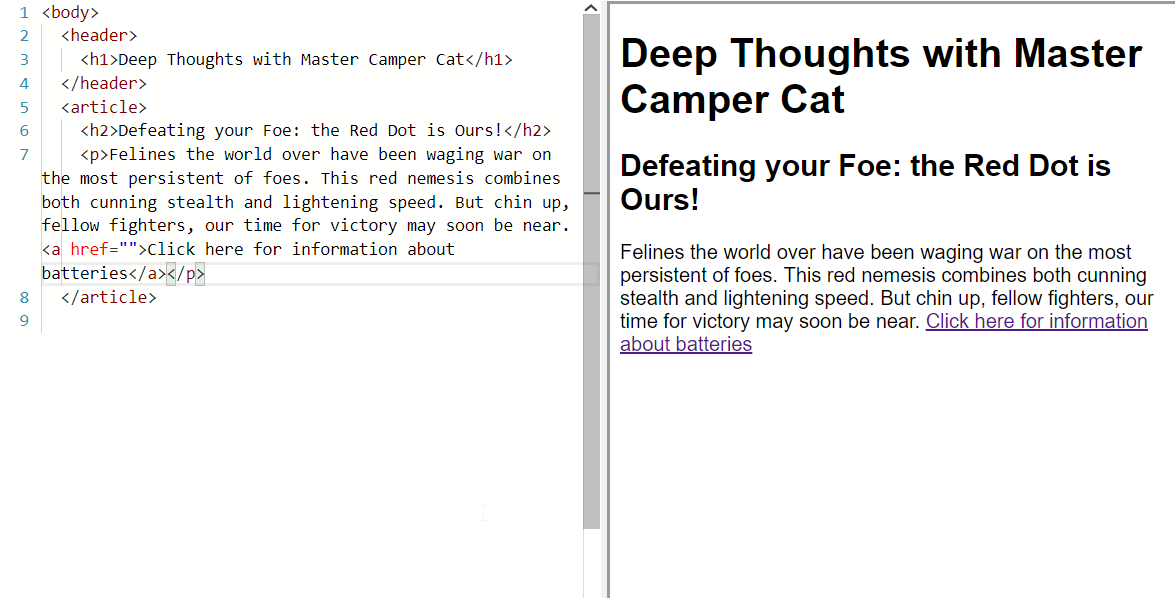 1 <body>
2 <header>
3 <h1>Deep Thoughts with Master Camper Cat</h1>
4 </header>
5 <article>
6 <h2>Defeating your Foe: the Red Dot is Ours!</h2>
7 <p>Felines the world over have been waging war on
the most persistent of foes. This red nemesis combines
both cunning stealth and lightening speed. But chin up,
fellow fighters, our time for victory may soon be near.
<a href="">Click here for information about
batteries</a></p>
8 </article>
9
Deep Thoughts with Master
Camper Cat
Defeating your Foe: the Red Dot is
Ours!
Felines the world over have been waging war on the most
persistent of foes. This red nemesis combines both cunning
stealth and lightening speed. But chin up, fellow fighters, our
time for victory may soon be near. Click here for information
about batteries